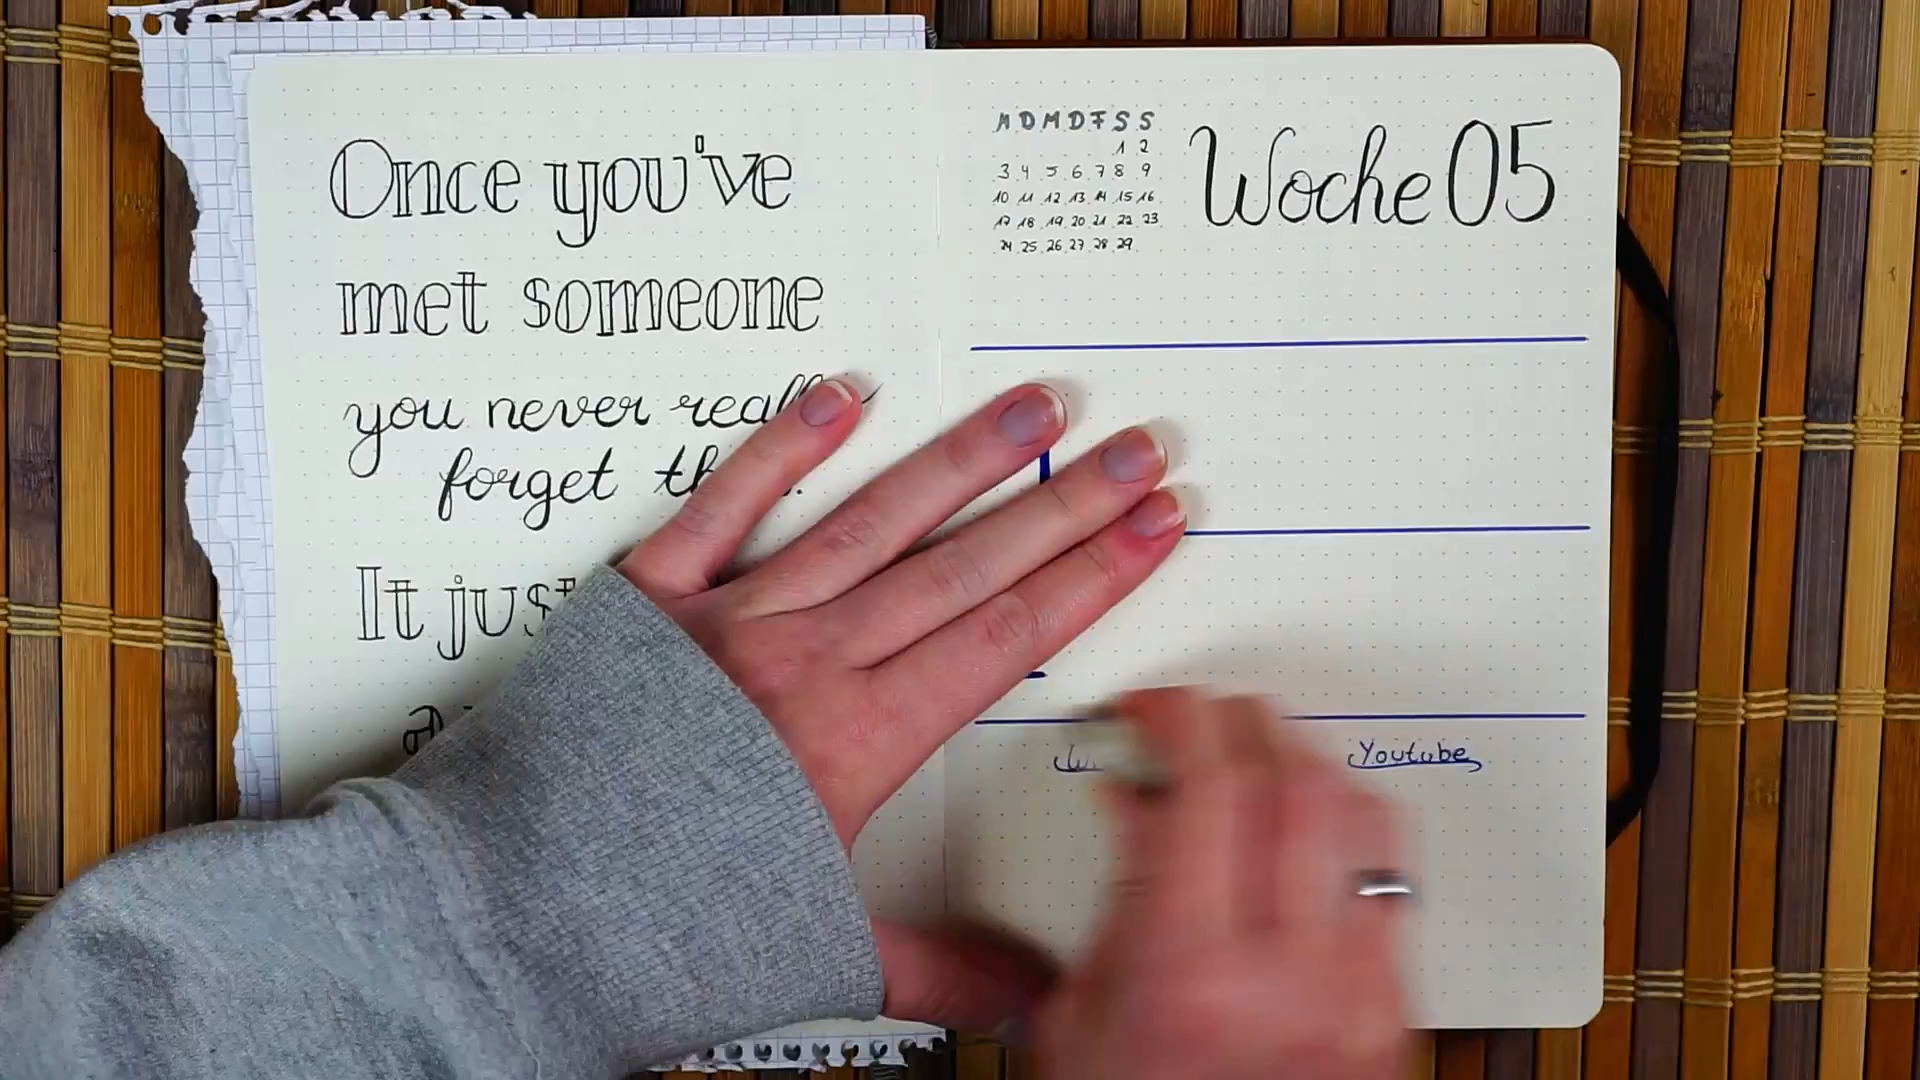 Once you've
met someone
you never
forget
It just
M D M D F S S
1 2
3 4 5 6 7 8 9
10 11 12 13 14 15 16
17 18 19 20 21 22 23
24 25 26 27 28 29
Woche 05
Youtube